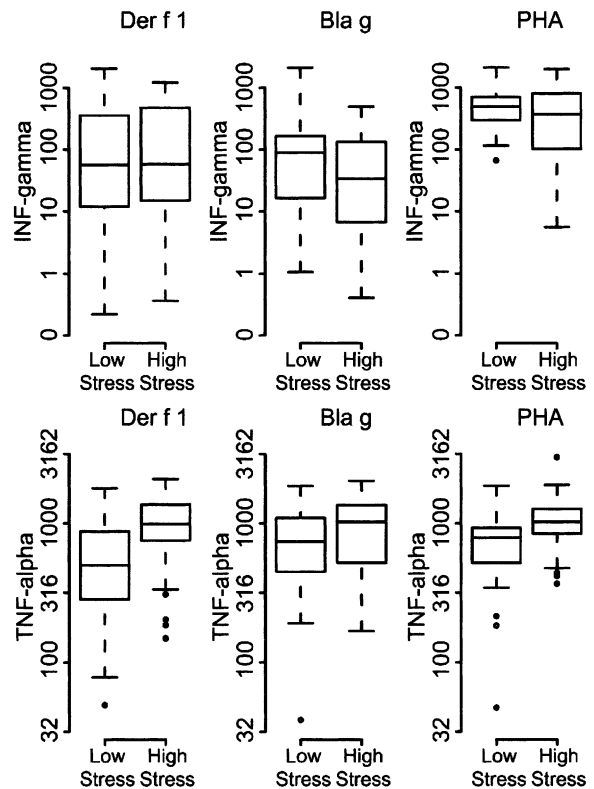 Der f 1
Bla g
PHA
INF-gamma
1000
100
10
1
0
INF-gamma
1000
100
10
1
0
INF-gamma
1000
100
10
1
0
Low Stress
High Stress
Low Stress
High Stress
Low Stress
High Stress
Der f 1
Bla g
PHA
TNF-alpha
3162
1000
316
100
32
TNF-alpha
3162
1000
316
100
32
TNF-alpha
3162
1000
316
100
32
Low Stress
High Stress
Low Stress
High Stress
Low Stress
High Stress